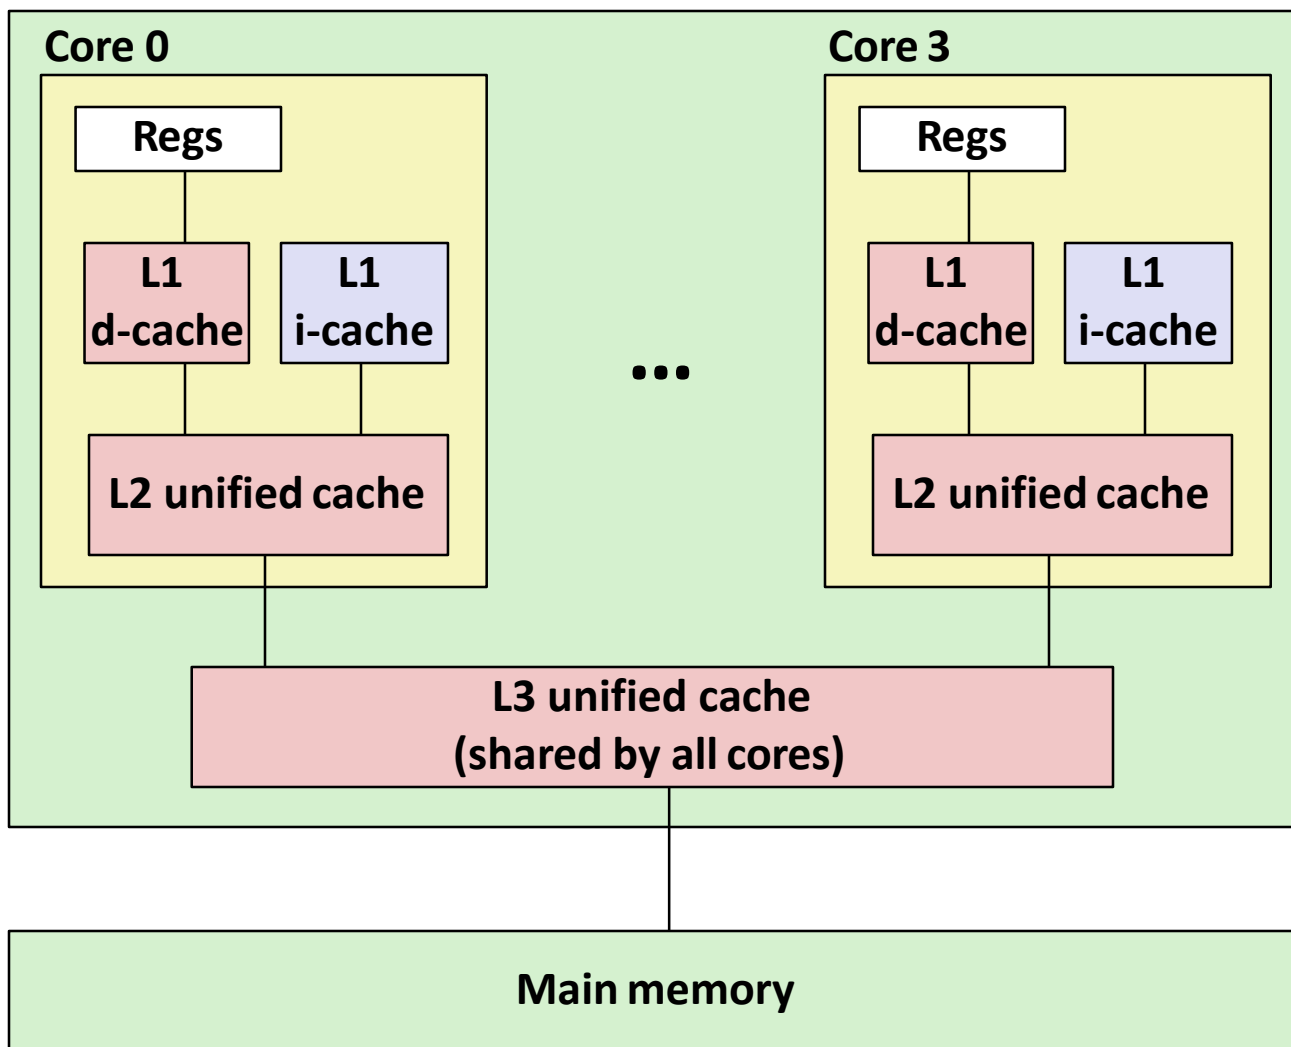 Core 0
Regs
L1
d-cache
L1
i-cache
L2 unified cache
...
Core 3
Regs
L1
d-cache
L1
i-cache
L2 unified cache
L3 unified cache
(shared by all cores)
Main memory